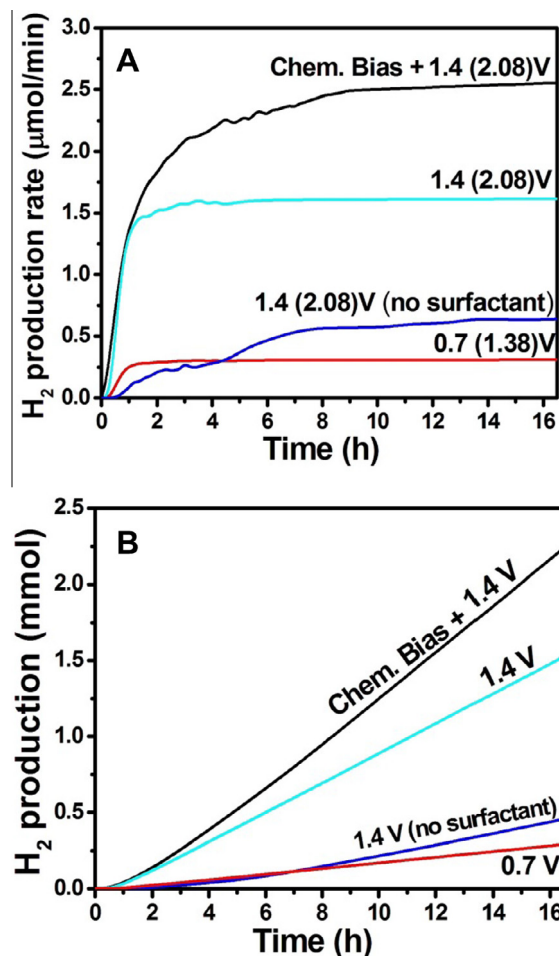 A
H₂ production rate (μmol/min)
3.0
2.5
2.0
1.5
1.0
0.5
0.0
Chem. Bias + 1.4 (2.08)V
1.4 (2.08)V
1.4 (2.08)V (no surfactant)
0.7 (1.38)V
0 2 4 6 8 10 12 14 16
Time (h)
B
H₂ production (mmol)
2.5
2.0
1.5
1.0
0.5
0.0
Chem. Bias + 1.4 V
1.4 V
1.4 V (no surfactant)
0.7 V
0 2 4 6 8 10 12 14 16
Time (h)